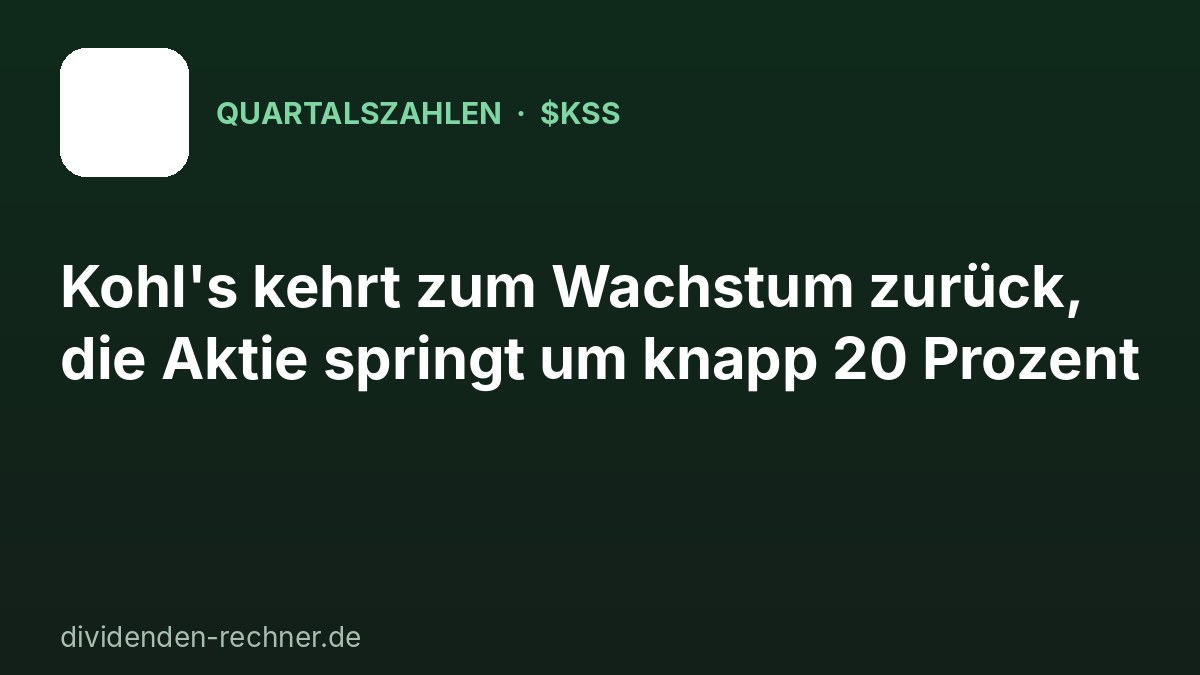 QUARTALSZAHLEN · $KSS
Kohl's kehrt zum Wachstum zurück,
die Aktie springt um knapp 20 Prozent
dividenden-rechner.de